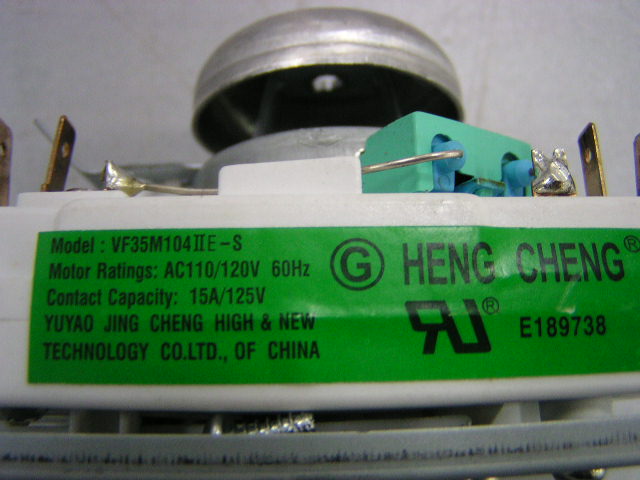 Model : VF35M104ⅡE-S
Motor Ratings: AC110/120V 60Hz
Contact Capacity: 15A/125V
YUYAO JING CHENG HIGH & NEW
TECHNOLOGY CO.LTD., OF CHINA
G HENG CHENG®
RU®
E189738